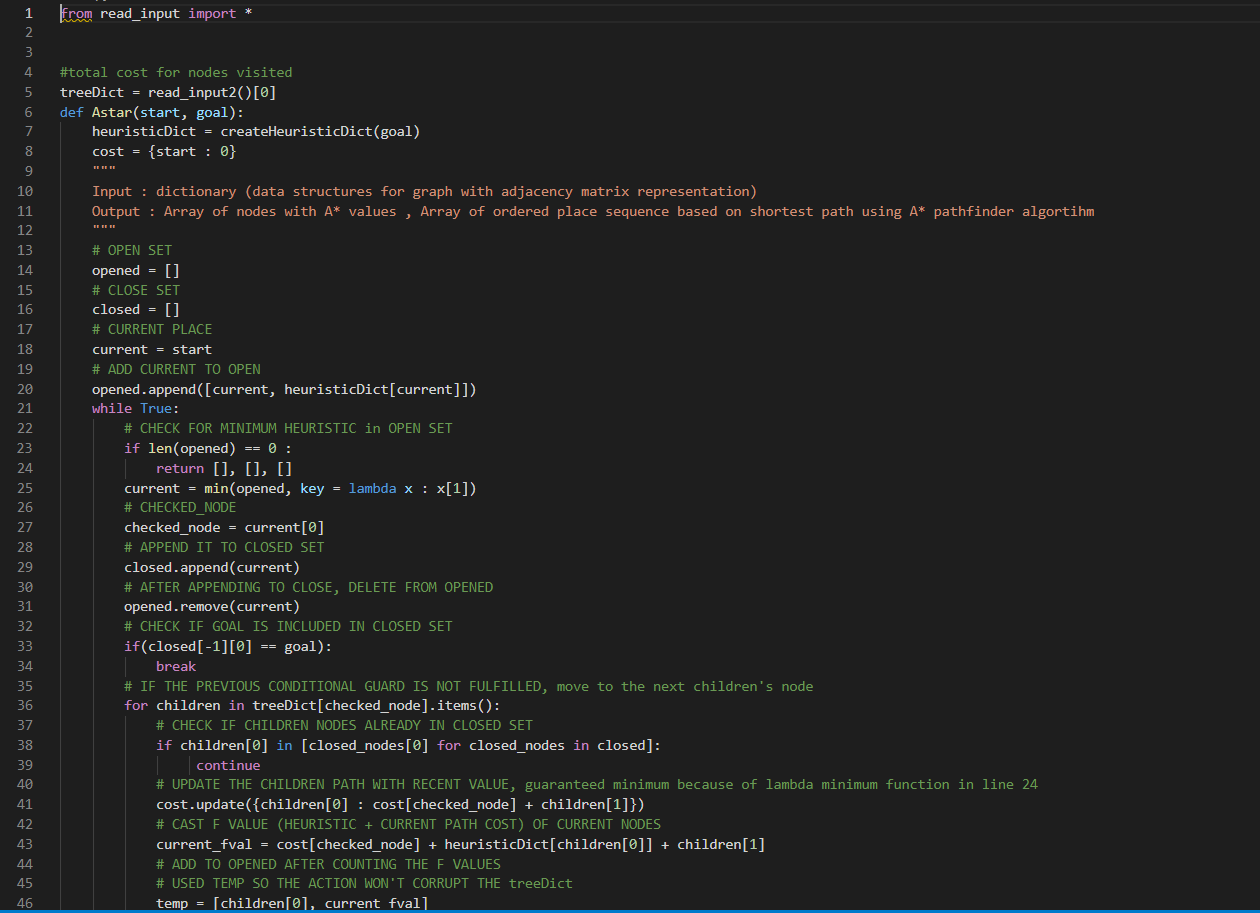 1 from read_input import *
2
3
4 #total cost for nodes visited
5 treeDict = read_input2()[0]
6 def Astar(start, goal):
7     heuristicDict = createHeuristicDict(goal)
8     cost = {start : 0}
9     """
10     Input : dictionary (data structures for graph with adjacency matrix representation)
11     Output : Array of nodes with A* values , Array of ordered place sequence based on shortest path using A* pathfinder algortihm
12     """
13     # OPEN SET
14     opened = []
15     # CLOSE SET
16     closed = []
17     # CURRENT PLACE
18     current = start
19     # ADD CURRENT TO OPEN
20     opened.append([current, heuristicDict[current]])
21     while True:
22         # CHECK FOR MINIMUM HEURISTIC in OPEN SET
23         if len(opened) == 0 :
24             return [], [], []
25         current = min(opened, key = lambda x : x[1])
26         # CHECKED_NODE
27         checked_node = current[0]
28         # APPEND IT TO CLOSED SET
29         closed.append(current)
30         # AFTER APPENDING TO CLOSE, DELETE FROM OPENED
31         opened.remove(current)
32         # CHECK IF GOAL IS INCLUDED IN CLOSED SET
33         if(closed[-1][0] == goal):
34             break
35         # IF THE PREVIOUS CONDITIONAL GUARD IS NOT FULFILLED, move to the next children's node
36         for children in treeDict[checked_node].items():
37             # CHECK IF CHILDREN NODES ALREADY IN CLOSED SET
38             if children[0] in [closed_nodes[0] for closed_nodes in closed]:
39                 continue
40             # UPDATE THE CHILDREN PATH WITH RECENT VALUE, guaranteed minimum because of lambda minimum function in line 24
41             cost.update({children[0] : cost[checked_node] + children[1]})
42             # CAST F VALUE (HEURISTIC + CURRENT PATH COST) OF CURRENT NODES
43             current_fval = cost[checked_node] + heuristicDict[children[0]] + children[1]
44             # ADD TO OPENED AFTER COUNTING THE F VALUES
45             # USED TEMP SO THE ACTION WON'T CORRUPT THE treeDict
46             temp = [children[0], current_fval]